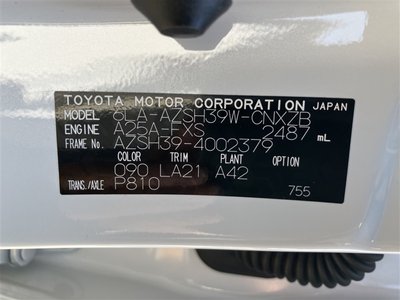 TOYOTA MOTOR CORPORATION JAPAN
MODEL 6LA-AZSH39W-CNXZB
ENGINE A25A-FXS 2487 mL
FRAME No. AZSH39-4002379
COLOR TRIM PLANT OPTION
090 LA21 A42
TRANS./AXLE P810
755